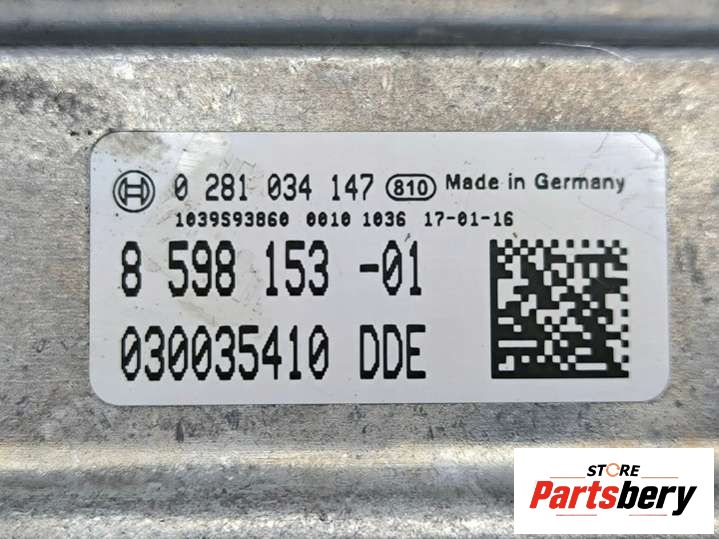 0 281 034 147 810 Made in Germany
1039S93860 0010 1036 17-01-16
8 598 153 -01
030035410 DDE
STORE
Partsbery